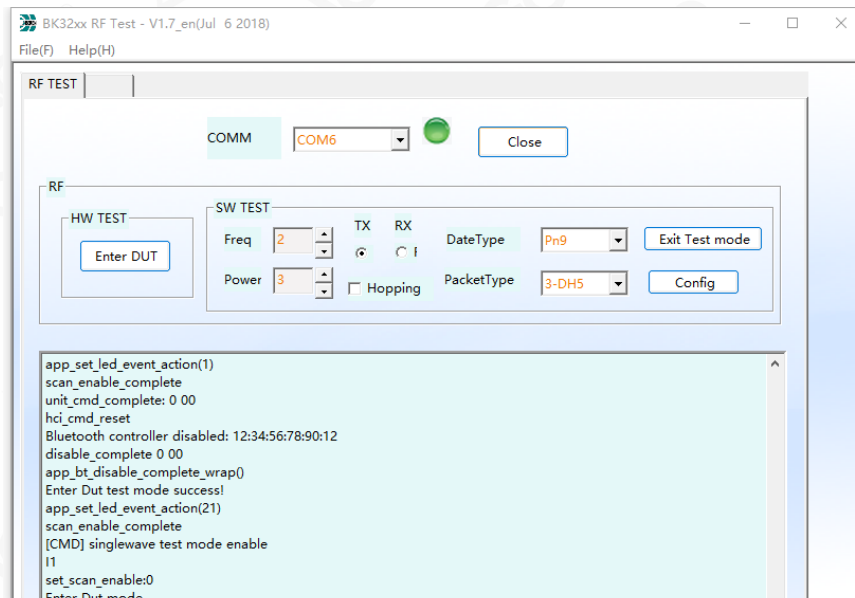 BK32xx RF Test - V1.7_en(Jul 6 2018)
File(F) Help(H)
RF TEST
COMM COM6 Close
RF
HW TEST
Enter DUT
SW TEST
Freq 2 TX RX DateType Pn9 Exit Test mode
Power 3 Hopping PacketType 3-DH5 Config
app_set_led_event_action(1)
scan_enable_complete
unit_cmd_complete: 0 00
hci_cmd_reset
Bluetooth controller disabled: 12:34:56:78:90:12
disable_complete 0 00
app_bt_disable_complete_wrap()
Enter Dut test mode success!
app_set_led_event_action(21)
scan_enable_complete
[CMD] singlewave test mode enable
l1
set_scan_enable:0
Enter Dut mode